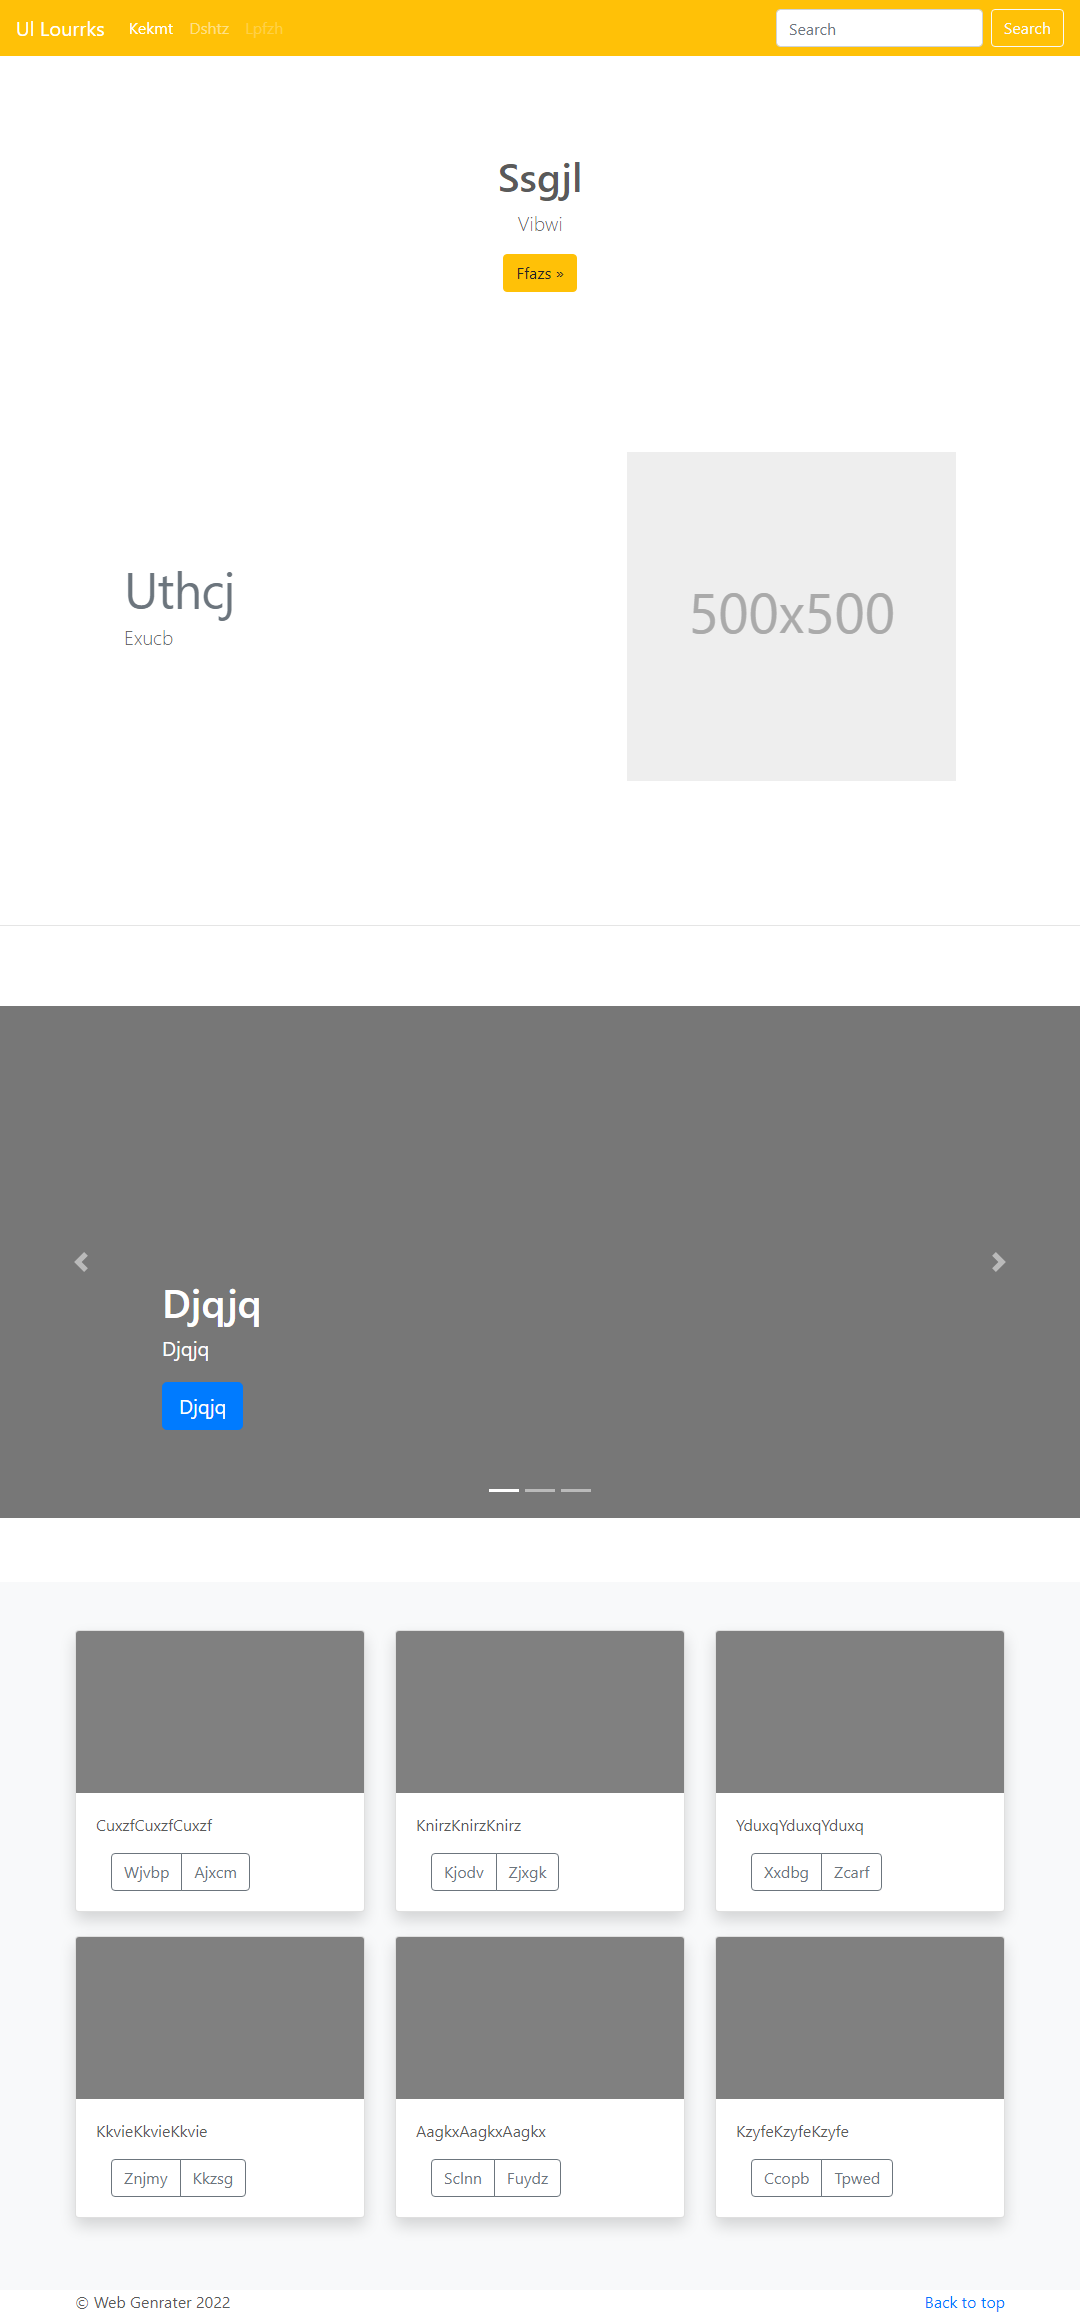 Ul Lourrks Kekmt Dshtz Lpfzh Search Search
Ssgjl
Vibwi
Ffazs »
Uthcj
Exucb
500x500
Djqjq
Djqjq
Djqjq
CuxzfCuxzfCuxzf
Wjvbp Ajxcm
KnirzKnirzKnirz
Kjodv Zjxgk
YduxqYduxqYduxq
Xxdbg Zcarf
KkvieKkvieKkvie
Znjmy Kkzsg
AagkxAagkxAagkx
Sclnn Fuydz
KzyfeKzyfeKzyfe
Ccopb Tpwed
© Web Genrater 2022
Back to top